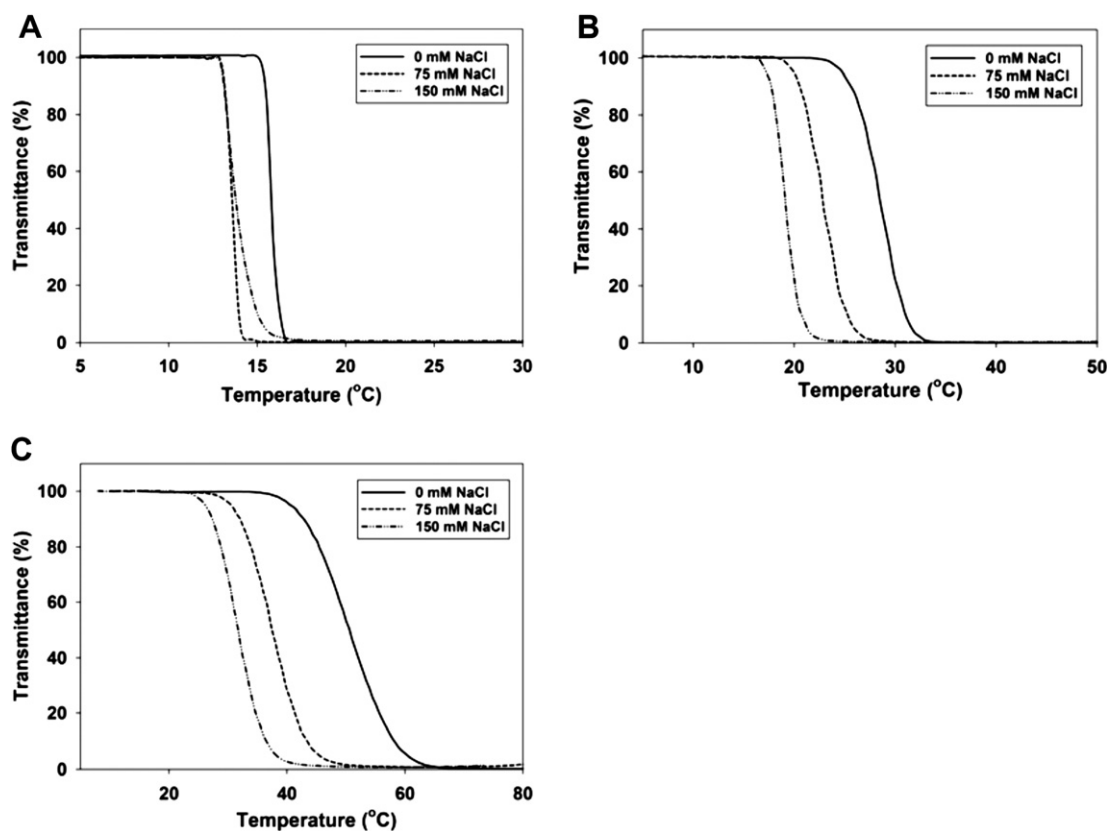 A
Transmittance (%)
100
80
60
40
20
0
0 mM NaCl
75 mM NaCl
150 mM NaCl
5 10 15 20 25 30
Temperature (°C)
B
Transmittance (%)
100
80
60
40
20
0
0 mM NaCl
75 mM NaCl
150 mM NaCl
10 20 30 40 50
Temperature (°C)
C
Transmittance (%)
100
80
60
40
20
0
0 mM NaCl
75 mM NaCl
150 mM NaCl
20 40 60 80
Temperature (°C)